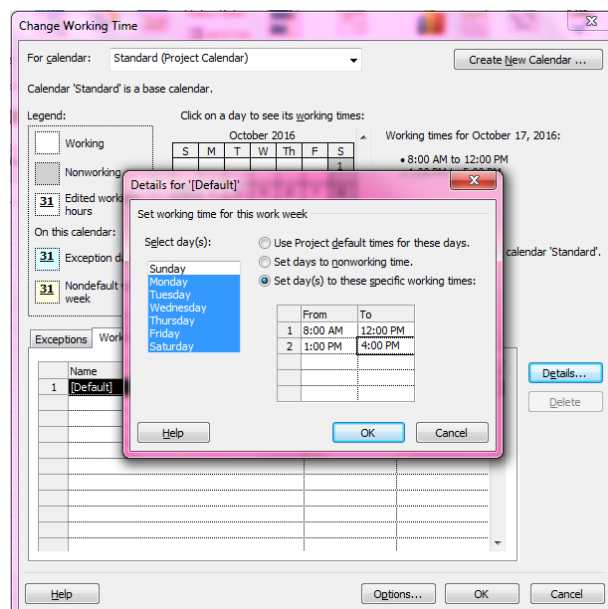 Change Working Time
For calendar: Standard (Project Calendar)
Create New Calendar ...
Calendar 'Standard' is a base calendar.
Legend:
Working
Nonworking
31 Edited
hours
On this calendar:
31 Exception
31 Nondefault
week
Click on a day to see its working times:
October 2016
S M T W Th F S
1
Working times for October 17, 2016:
• 8:00 AM to 12:00 PM
calendar 'Standard'.
Details for '[Default]'
Set working time for this work week
Select day(s):
Sunday
Monday
Tuesday
Wednesday
Thursday
Friday
Saturday
Use Project default times for these days.
Set days to nonworking time.
Set day(s) to these specific working times:
From To
1 8:00 AM 12:00 PM
2 1:00 PM 4:00 PM
Help
OK
Cancel
Exceptions
Name
1 [Default]
Details...
Delete
Help
Options...
OK
Cancel